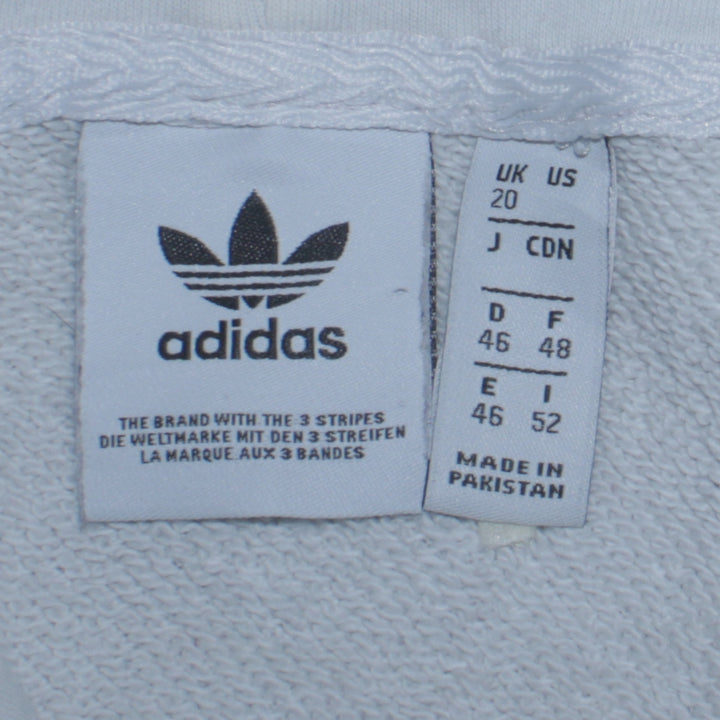 adidas
THE BRAND WITH THE 3 STRIPES
DIE WELTMARKE MIT DEN 3 STREIFEN
LA MARQUE AUX 3 BANDES
UK US
20
J CDN
D F
46 48
E I
46 52
MADE IN
PAKISTAN